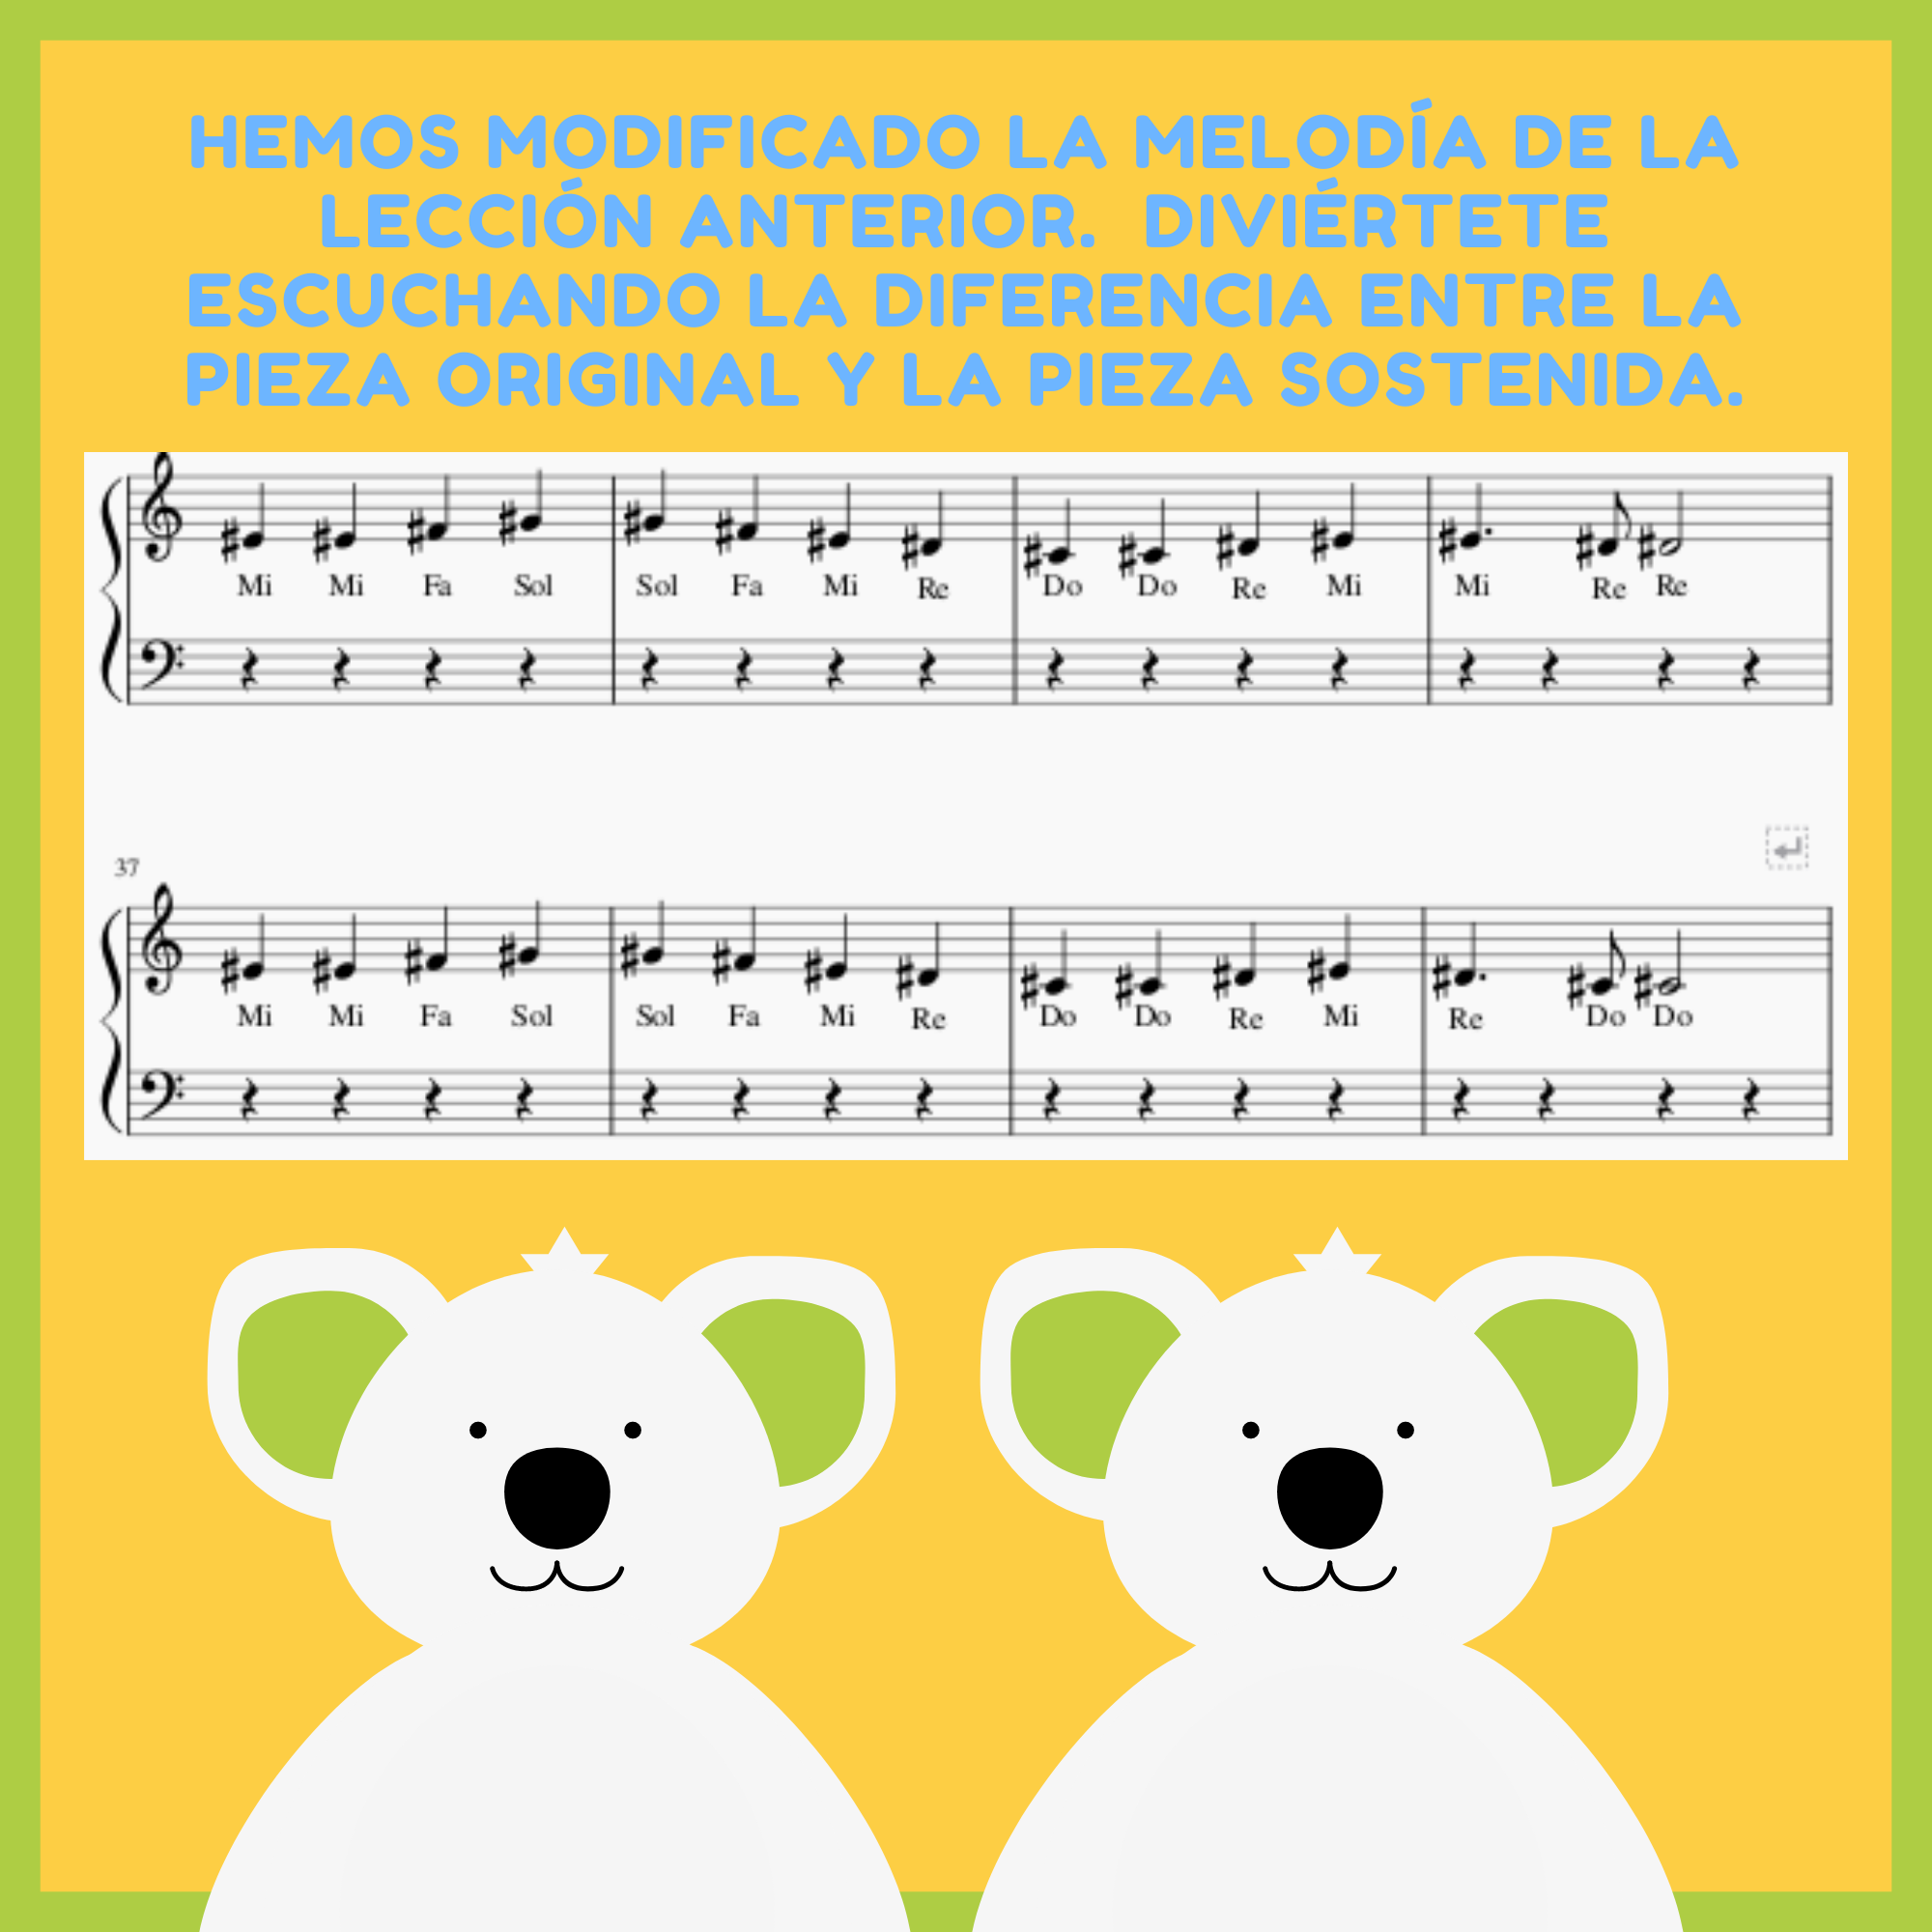 HEMOS MODIFICADO LA MELODÍA DE LA
LECCIÓN ANTERIOR.  DIVIÉRTETE
ESCUCHANDO LA DIFERENCIA ENTRE LA
PIEZA ORIGINAL Y LA PIEZA SOSTENIDA.
Mi Mi Fa Sol Sol Fa Mi Re Do Do Re Mi Mi Re Re
37
Mi Mi Fa Sol Sol Fa Mi Re Do Do Re Mi Re Do Do